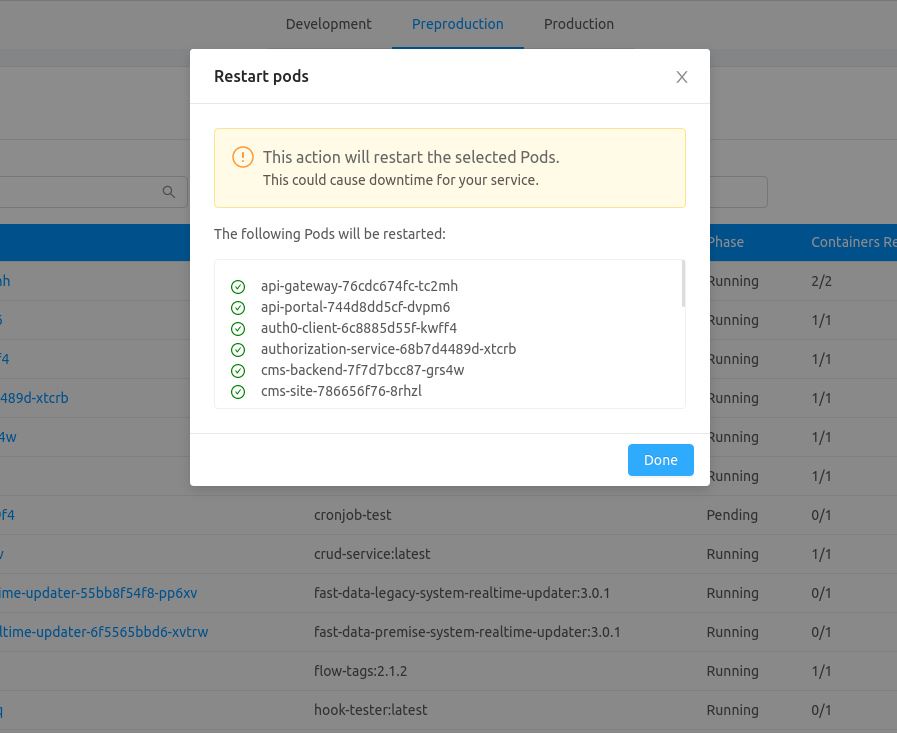 Development Preproduction Production
Restart pods
This action will restart the selected Pods.
This could cause downtime for your service.
The following Pods will be restarted:
Phase Containers Re
api-gateway-76cdc674fc-tc2mh
api-portal-744d8dd5cf-dvpm6
auth0-client-6c8885d55f-kwff4
authorization-service-68b7d4489d-xtcrb
cms-backend-7f7d7bcc87-grs4w
cms-site-786656f76-8rhzl
Done
nh Running 2/2
Running 1/1
f4 Running 1/1
489d-xtcrb Running 1/1
4w Running 1/1
Running 1/1
f4 cronjob-test Pending 0/1
crud-service:latest Running 1/1
ime-updater-55bb8f54f8-pp6xv fast-data-legacy-system-realtime-updater:3.0.1 Running 0/1
ltime-updater-6f5565bbd6-xvtrw fast-data-premise-system-realtime-updater:3.0.1 Running 0/1
flow-tags:2.1.2 Running 1/1
hook-tester:latest Running 0/1